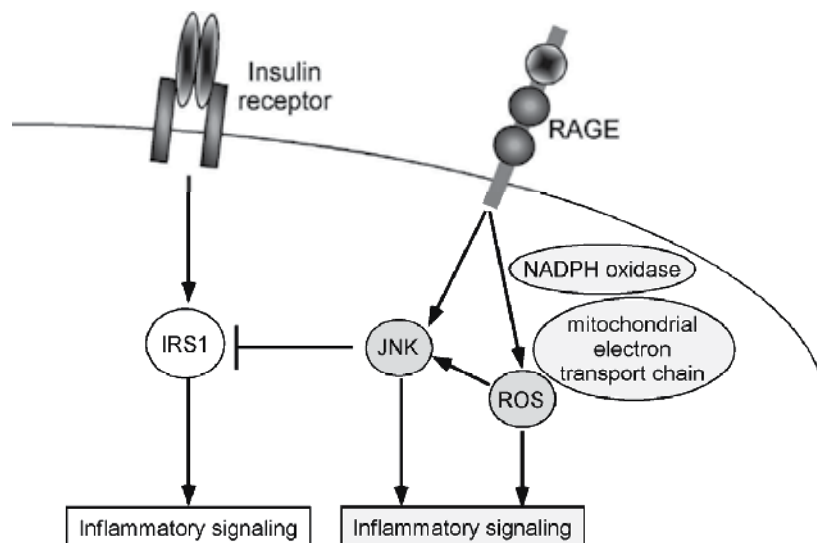 Insulin
receptor
RAGE
NADPH oxidase
mitochondrial
electron
transport chain
IRS1
JNK
ROS
Inflammatory signaling
Inflammatory signaling